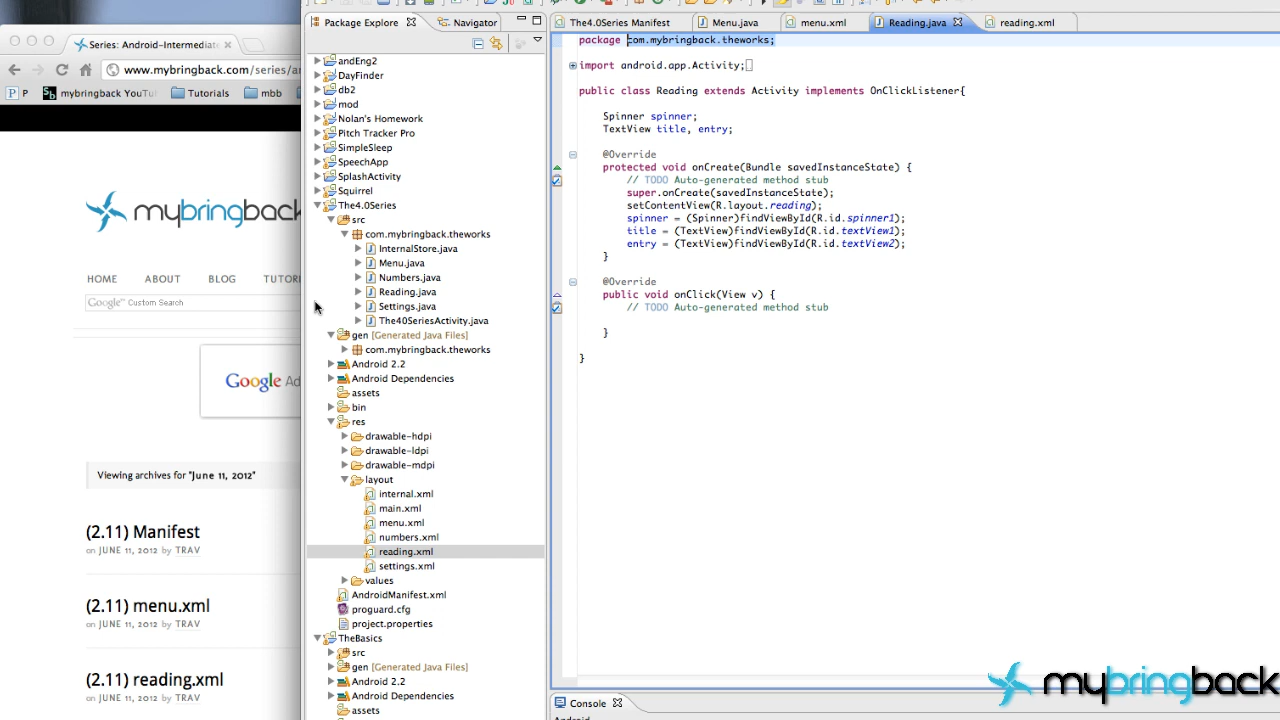 Series: Android-Intermediat
www.mybringback.com/series/an
P
mybringback YouTu
Tutorials
mbb
mybringback
HOME
ABOUT
BLOG
TUTOR
Google™ Custom Search
Google
Viewing archives for "June 11, 2012"
(2.11) Manifest
on JUNE 11, 2012 by TRAV
(2.11) menu.xml
on JUNE 11, 2012 by TRAV
(2.11) reading.xml
on JUNE 11, 2012 by TRAV
Package Explorer
Navigator
andEng2
DayFinder
db2
mod
Nolan's Homework
Pitch Tracker Pro
SimpleSleep
SpeechApp
SplashActivity
Squirrel
The4.0Series
src
com.mybringback.theworks
InternalStore.java
Menu.java
Numbers.java
Reading.java
Settings.java
The40SeriesActivity.java
gen [Generated Java Files]
com.mybringback.theworks
Android 2.2
Android Dependencies
assets
bin
res
drawable-hdpi
drawable-ldpi
drawable-mdpi
layout
internal.xml
main.xml
menu.xml
numbers.xml
reading.xml
settings.xml
values
AndroidManifest.xml
proguard.cfg
project.properties
TheBasics
src
gen [Generated Java Files]
Android 2.2
Android Dependencies
assets
The4.0Series Manifest
Menu.java
menu.xml
Reading.java
reading.xml
package com.mybringback.theworks;
import android.app.Activity;
public class Reading extends Activity implements OnClickListener{
Spinner spinner;
TextView title, entry;
@Override
protected void onCreate(Bundle savedInstanceState) {
// TODO Auto-generated method stub
super.onCreate(savedInstanceState);
setContentView(R.layout.reading);
spinner = (Spinner)findViewById(R.id.spinner1);
title = (TextView)findViewById(R.id.textView1);
entry = (TextView)findViewById(R.id.textView2);
}
@Override
public void onClick(View v) {
// TODO Auto-generated method stub
}
}
Console
Android
mybringback